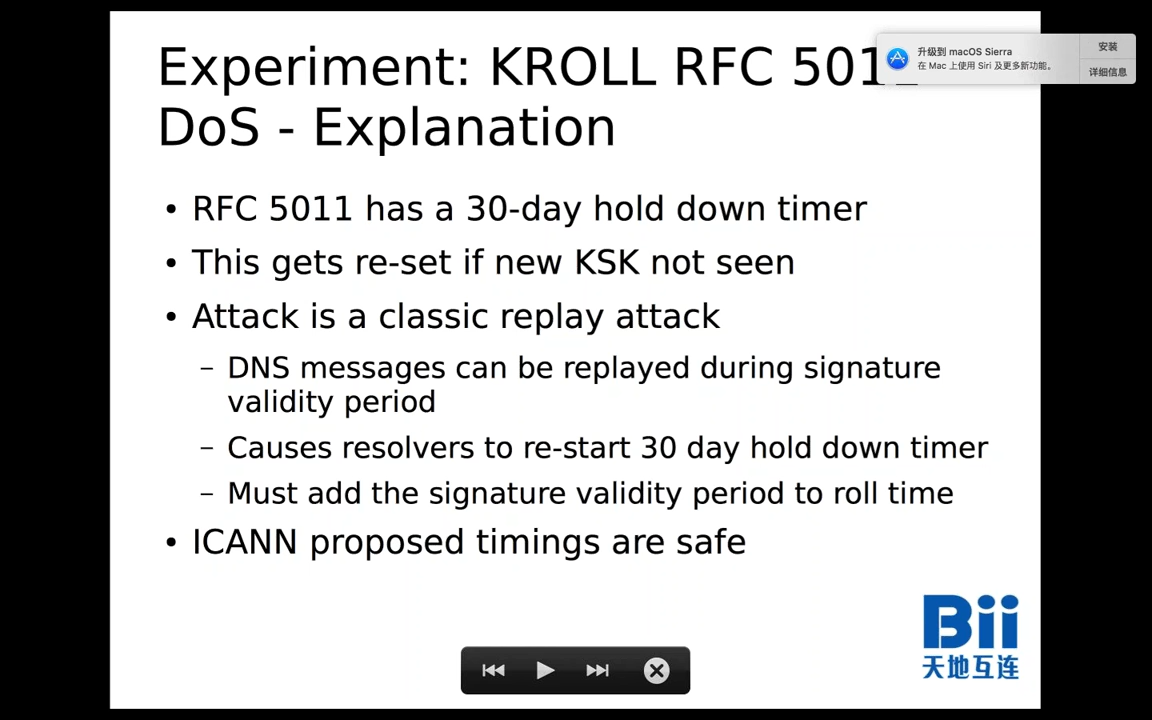 Experiment: KROLL RFC 501
DoS - Explanation
升级到 macOS Sierra
在 Mac 上使用 Siri 及更多新功能。
安装
详细信息
• RFC 5011 has a 30-day hold down timer
• This gets re-set if new KSK not seen
• Attack is a classic replay attack
– DNS messages can be replayed during signature
validity period
– Causes resolvers to re-start 30 day hold down timer
– Must add the signature validity period to roll time
• ICANN proposed timings are safe
Bii
天地互连